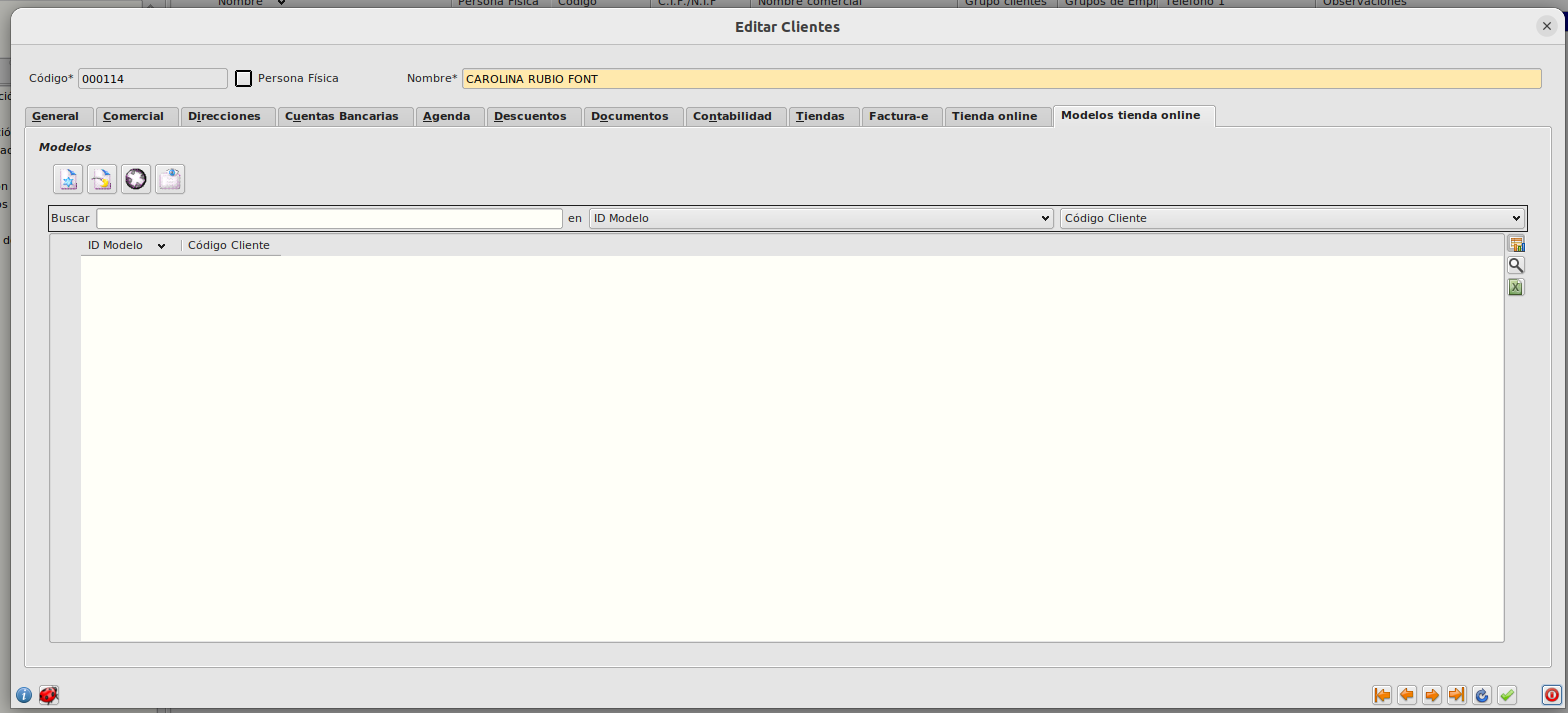 Nombre Persona Física Código C.I.F./N.I.F Nombre comercial Grupo clientes Grupos de Empr Teléfono 1 Observaciones
Editar Clientes
Código* 000114 Persona Física Nombre* CAROLINA RUBIO FONT
General Comercial Direcciones Cuentas Bancarias Agenda Descuentos Documentos Contabilidad Tiendas Factura-e Tienda online Modelos tienda online
Modelos
Buscar en ID Modelo Código Cliente
ID Modelo Código Cliente